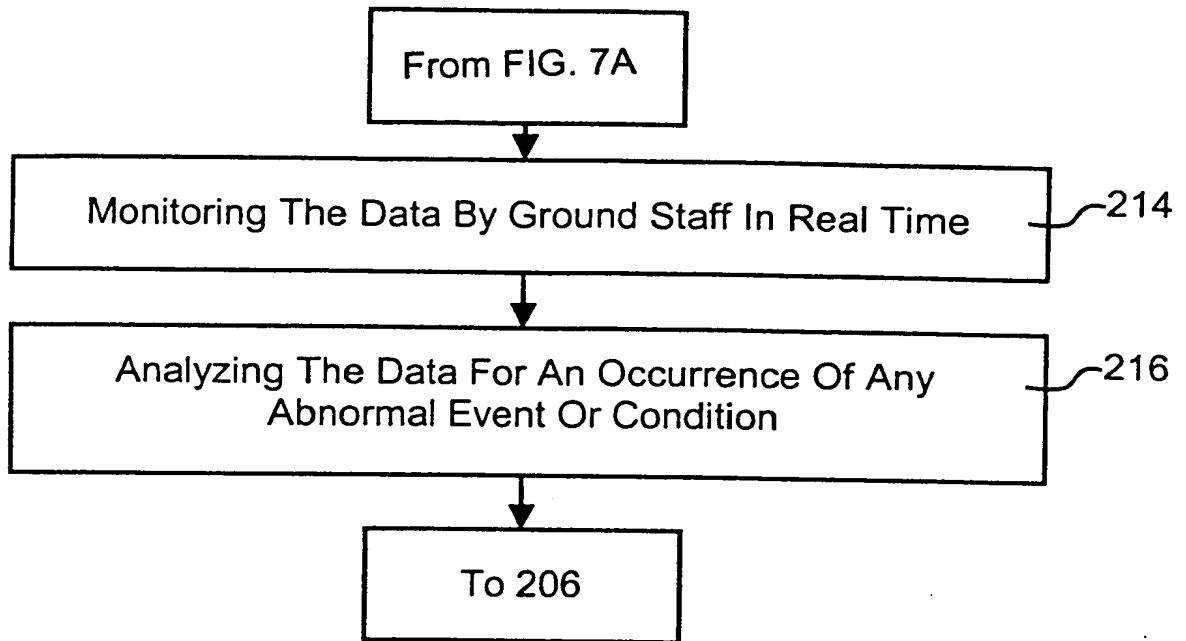 From FIG. 7A
Monitoring The Data By Ground Staff In Real Time
214
Analyzing The Data For An Occurrence Of Any
Abnormal Event Or Condition
216
To 206